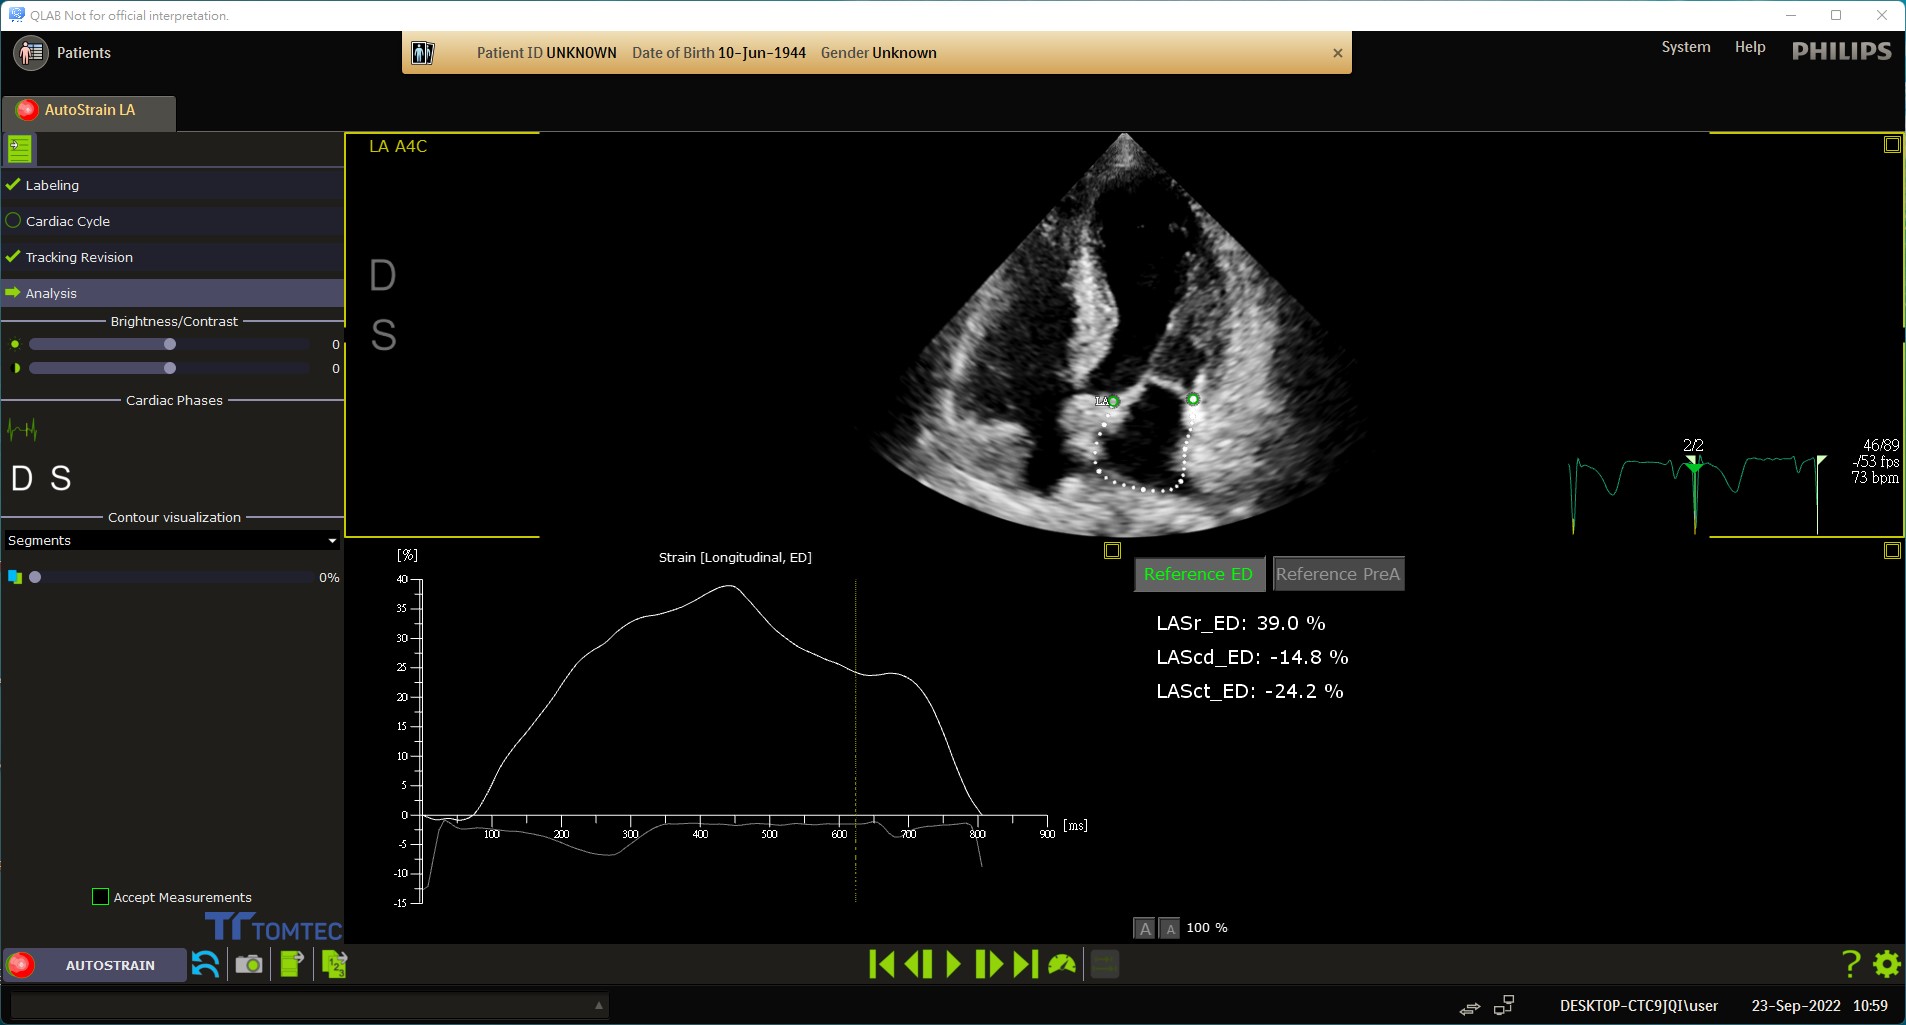 QLAB Not for official interpretation.
Patients
Patient ID UNKNOWN Date of Birth 10-Jun-1944 Gender Unknown
System Help PHILIPS
AutoStrain LA
Labeling
Cardiac Cycle
Tracking Revision
Analysis
Brightness/Contrast
0
0
Cardiac Phases
D S
Contour visualization
Segments
0%
Accept Measurements
TOMTEC
LA A4C
D
S
LA
2/2
46/89
-/53 fps
73 bpm
[%]
Strain [Longitudinal, ED]
40
35
30
25
20
15
10
5
0
-5
-10
-15
100 200 300 400 500 600 700 800 900 [ms]
Reference ED Reference PreA
LASr_ED: 39.0 %
LAScd_ED: -14.8 %
LASct_ED: -24.2 %
A A 100 %
AUTOSTRAIN
1 2 3
?
DESKTOP-CTC9JQI\user 23-Sep-2022 10:59